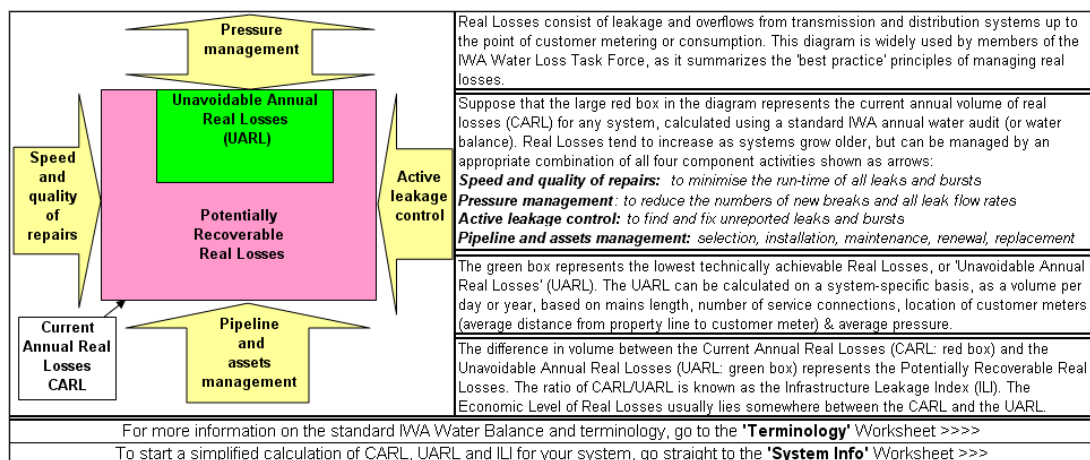 Pressure
management
Unavoidable Annual
Real Losses
(UARL)
Speed
and
quality
of
repairs
Active
leakage
control
Potentially
Recoverable
Real Losses
Current
Annual Real
Losses
CARL
Pipeline
and
assets
management
Real Losses consist of leakage and overflows from transmission and distribution systems up to
the point of customer metering or consumption. This diagram is widely used by members of the
IWA Water Loss Task Force, as it summarizes the 'best practice' principles of managing real
losses.
Suppose that the large red box in the diagram represents the current annual volume of real
losses (CARL) for any system, calculated using a standard IWA annual water audit (or water
balance). Real Losses tend to increase as systems grow older, but can be managed by an
appropriate combination of all four component activities shown as arrows:
Speed and quality of repairs: to minimise the run-time of all leaks and bursts
Pressure management: to reduce the numbers of new breaks and all leak flow rates
Active leakage control: to find and fix unreported leaks and bursts
Pipeline and assets management: selection, installation, maintenance, renewal, replacement
The green box represents the lowest technically achievable Real Losses, or 'Unavoidable Annual
Real Losses' (UARL). The UARL can be calculated on a system-specific basis, as a volume per
day or year, based on mains length, number of service connections, location of customer meters
(average distance from property line to customer meter) & average pressure.
The difference in volume between the Current Annual Real Losses (CARL: red box) and the
Unavoidable Annual Real Losses (UARL: green box) represents the Potentially Recoverable Real
Losses. The ratio of CARL/UARL is known as the Infrastructure Leakage Index (ILI). The
Economic Level of Real Losses usually lies somewhere between the CARL and the UARL.
For more information on the standard IWA Water Balance and terminology, go to the 'Terminology' Worksheet >>>>
To start a simplified calculation of CARL, UARL and ILI for your system, go straight to the 'System Info' Worksheet >>>